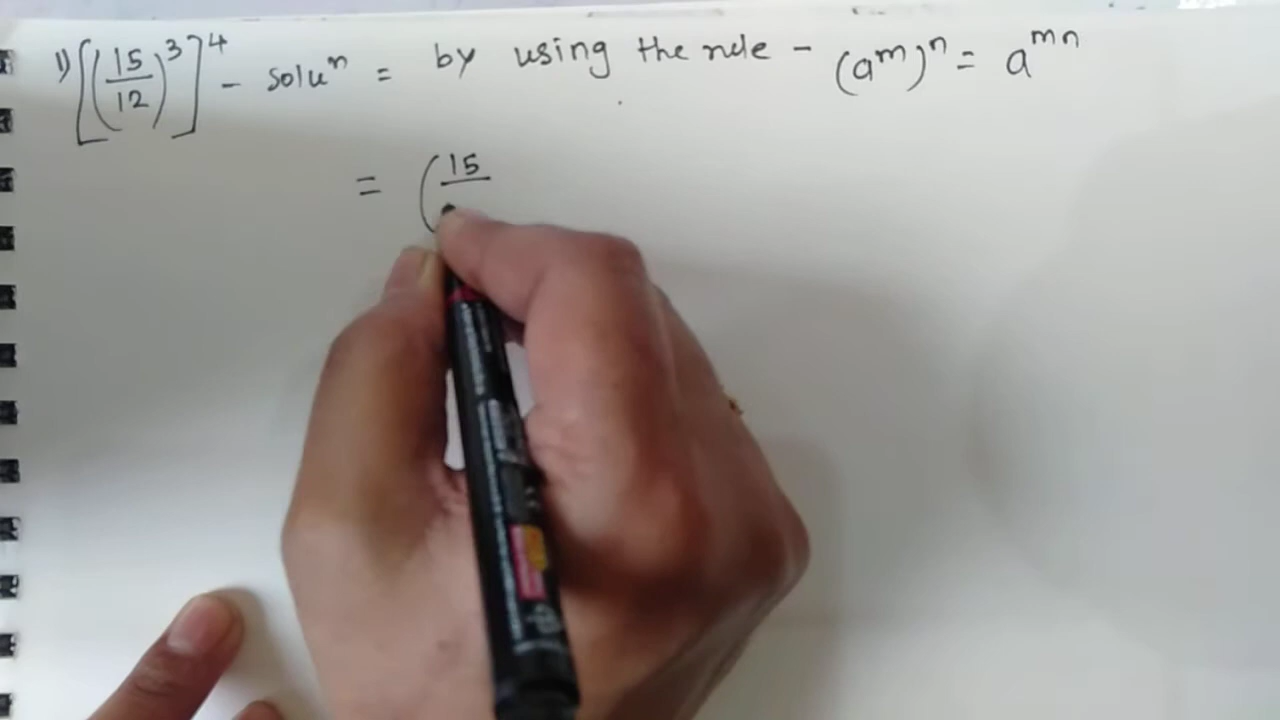 1) [(15/12)^3]^4 - solu^n = by using the rule - (a^m)^n = a^mn
= (15